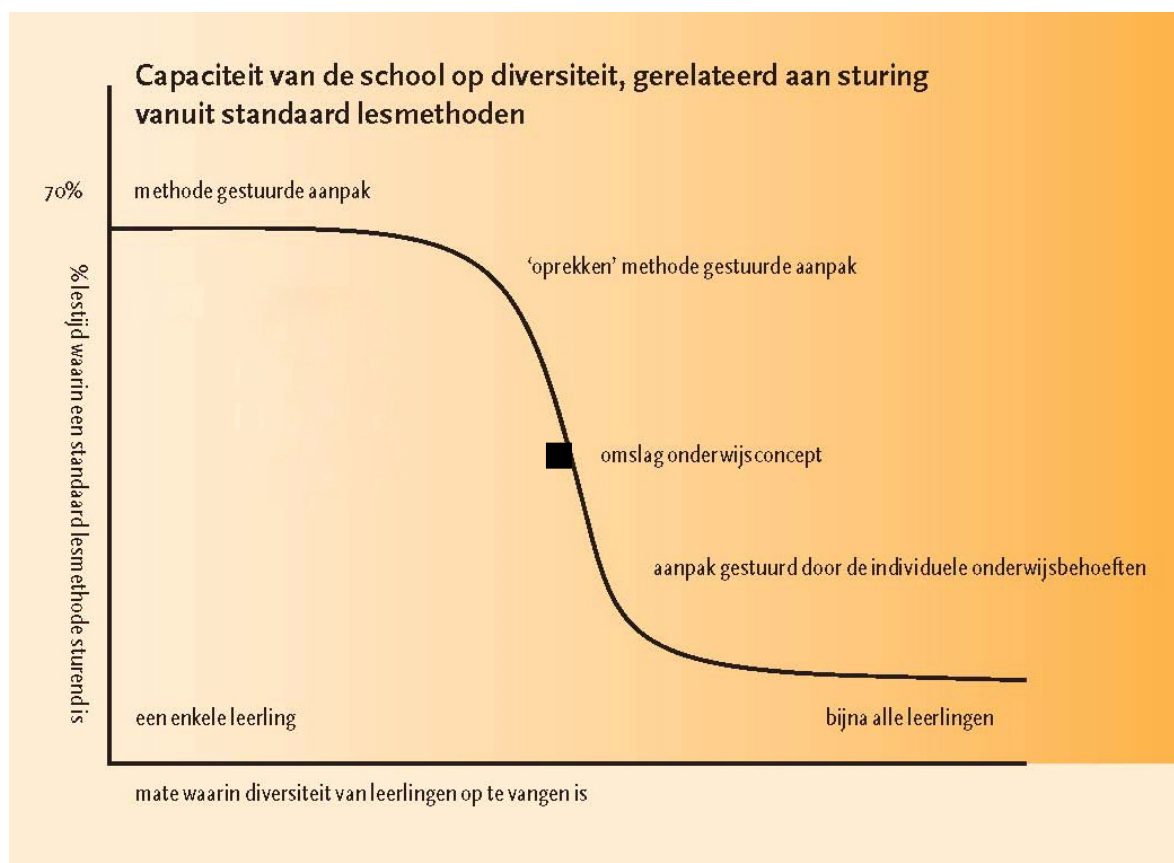 Capaciteit van de school op diversiteit, gerelateerd aan sturing
vanuit standaard lesmethoden
70%
methode gestuurde aanpak
‘oprekken’ methode gestuurde aanpak
% lestijd waarin een standaard lesmethode sturend is
omslag onderwijsconcept
aanpak gestuurd door de individuele onderwijsbehoeften
een enkele leerling
bijna alle leerlingen
mate waarin diversiteit van leerlingen op te vangen is